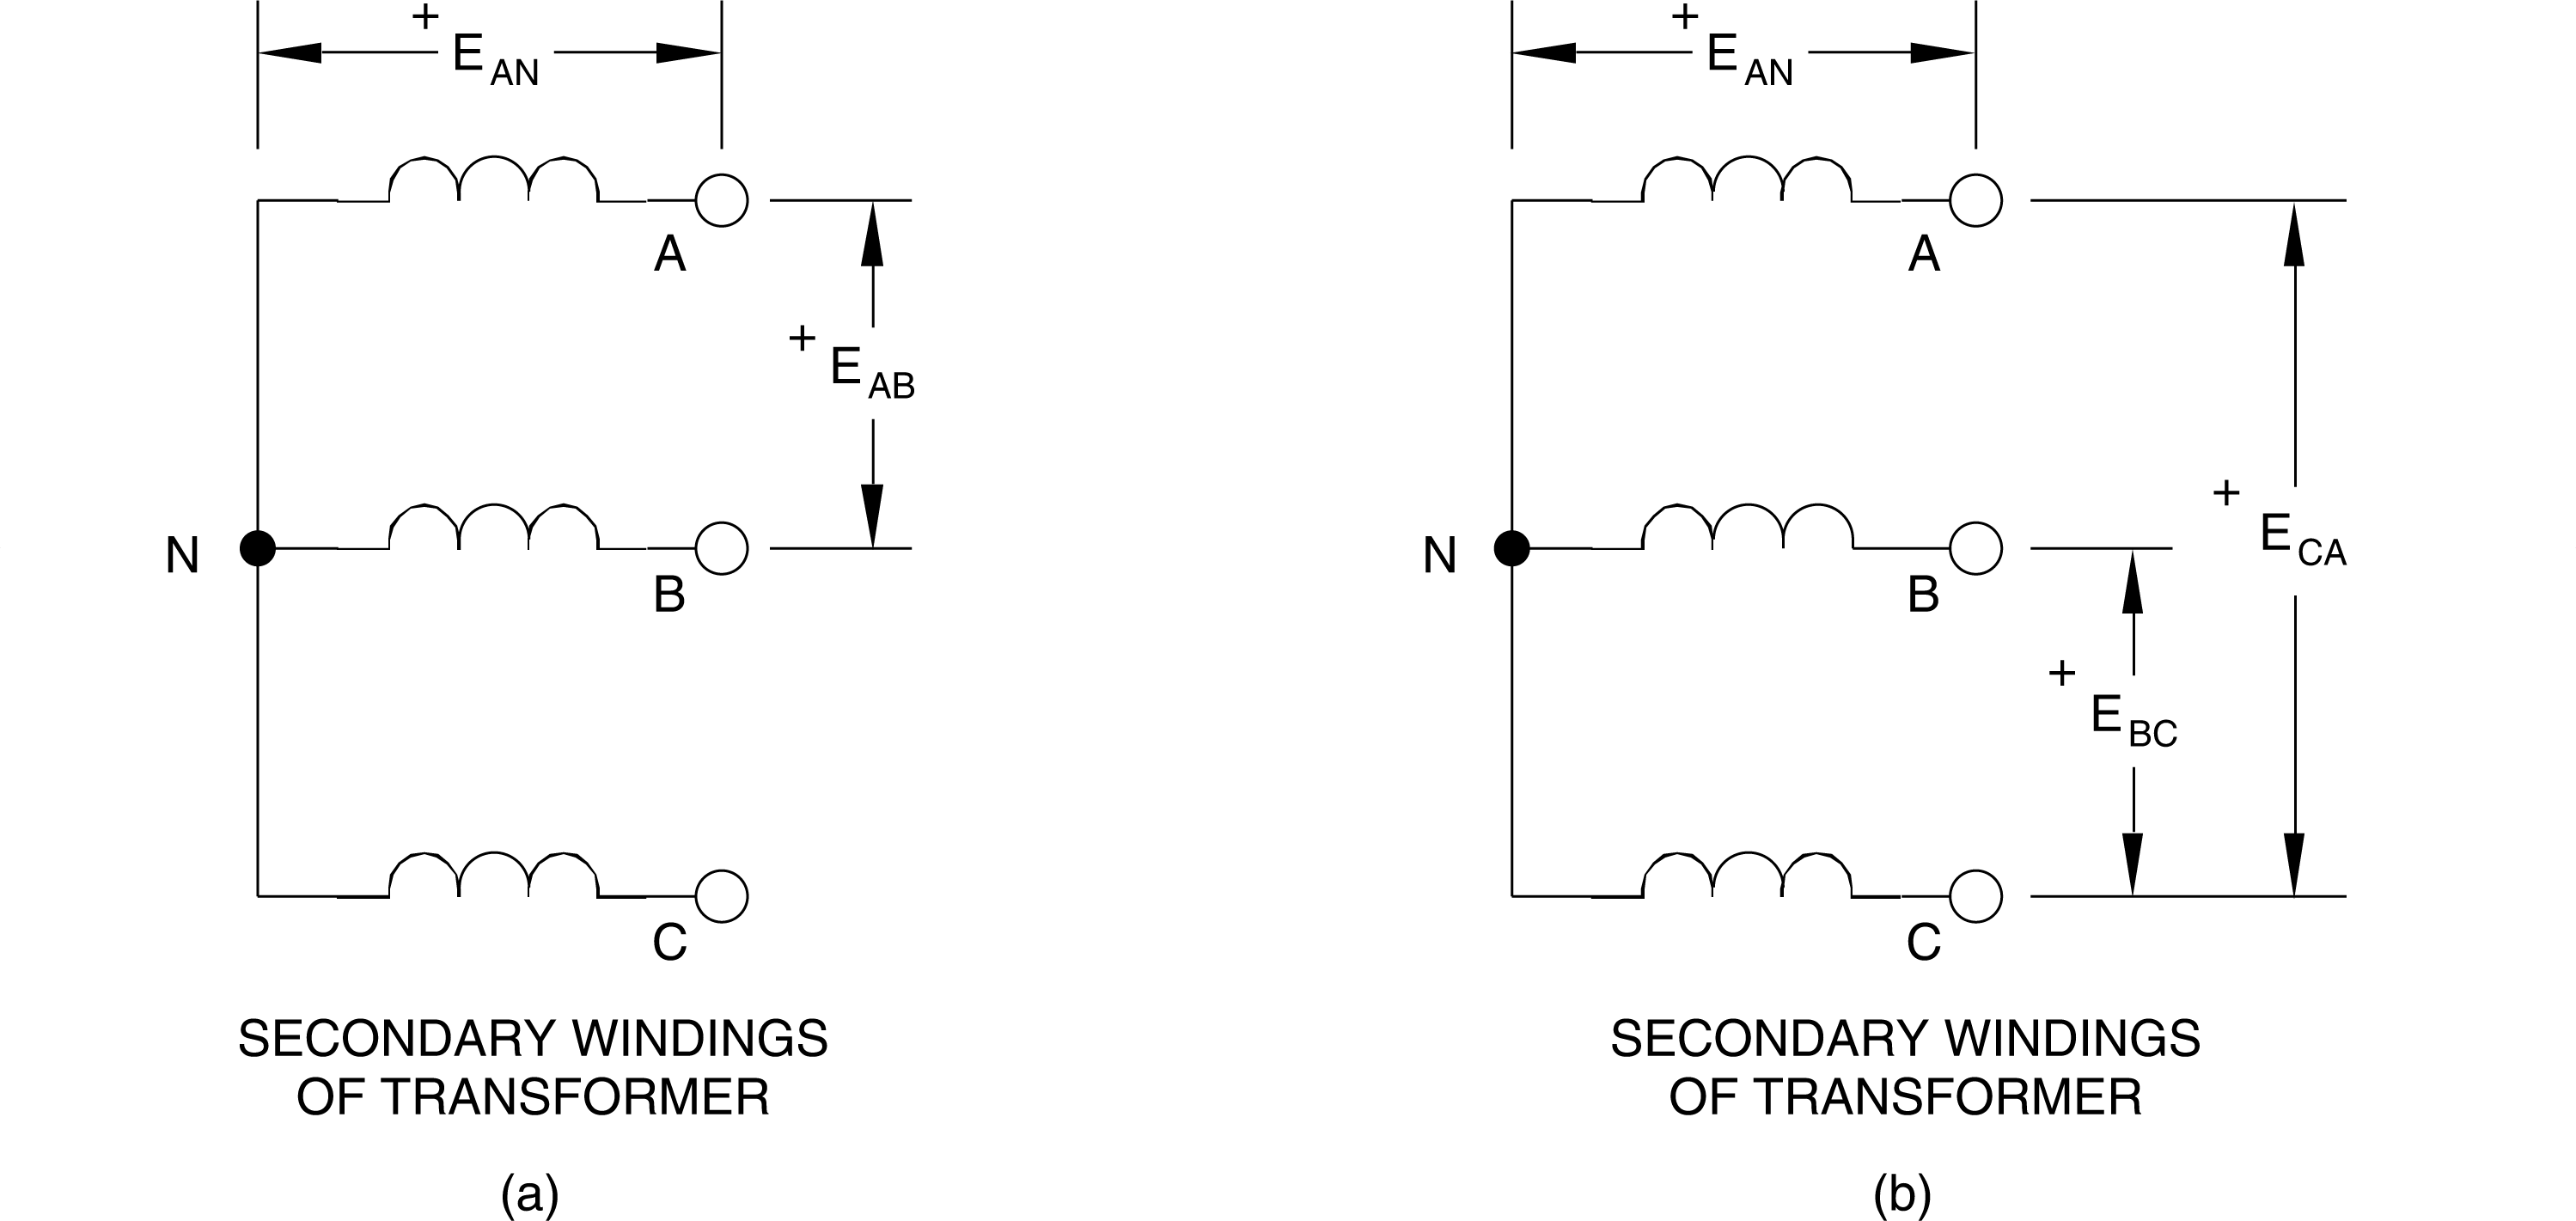 + E AN
A
+ E AB
N
B
C
SECONDARY WINDINGS
OF TRANSFORMER
(a)
+ E AN
A
+ E CA
N
B
+ E BC
C
SECONDARY WINDINGS
OF TRANSFORMER
(b)